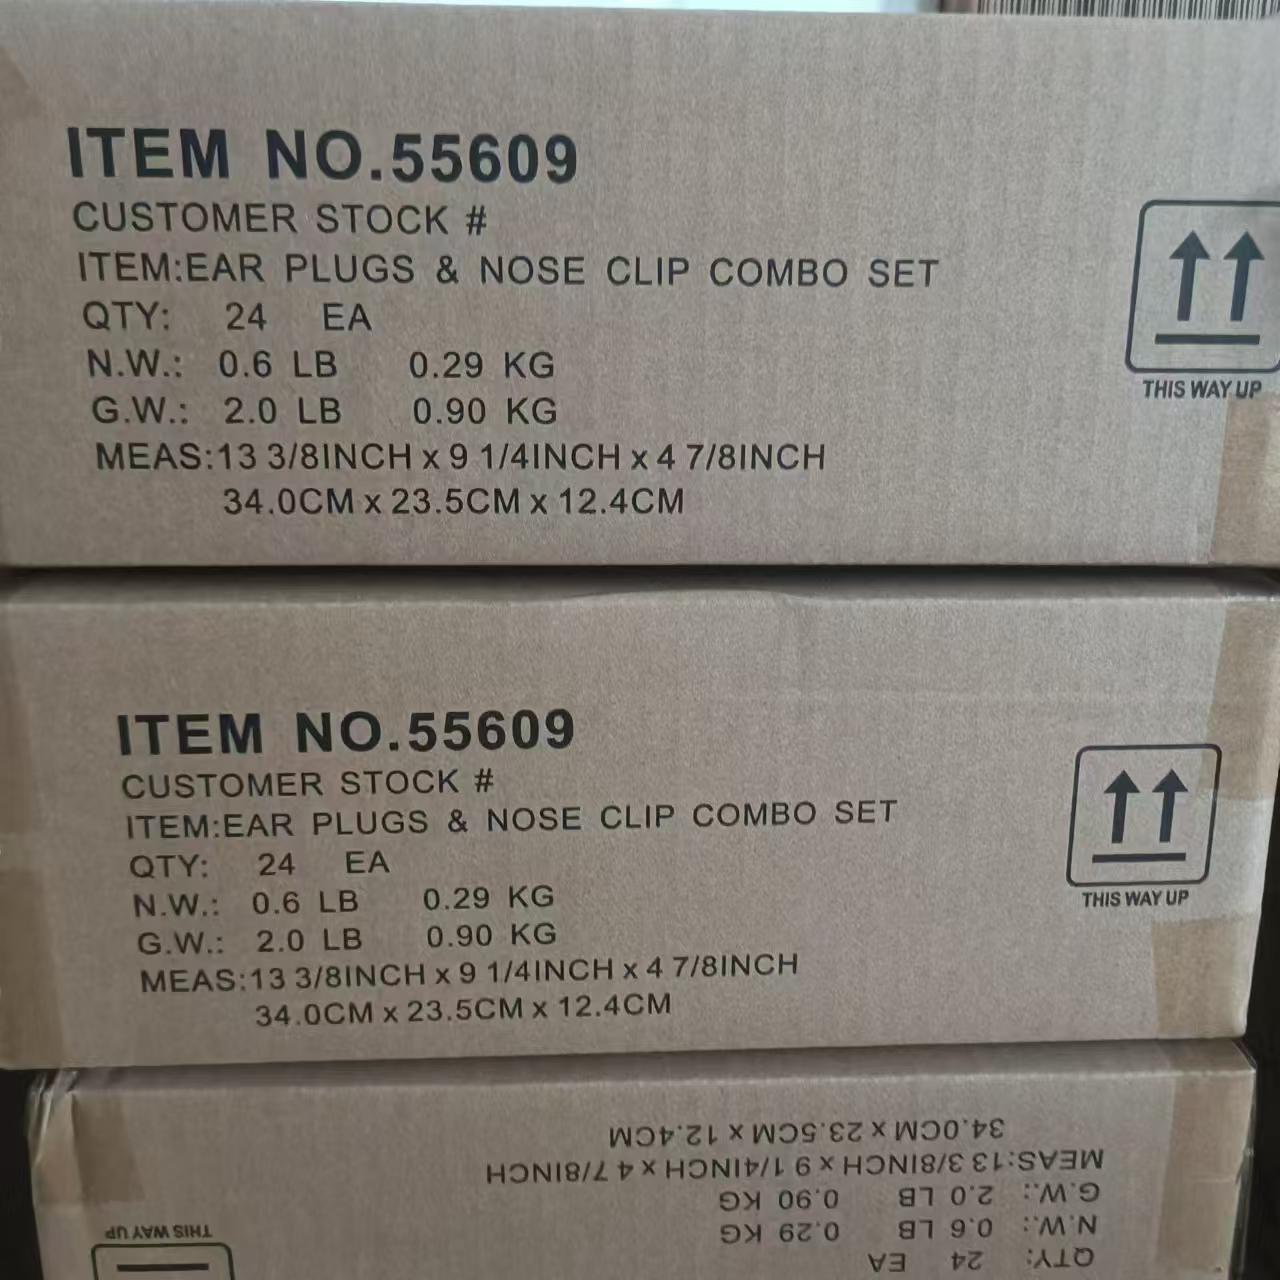 ITEM NO.55609
CUSTOMER STOCK #
ITEM:EAR PLUGS & NOSE CLIP COMBO SET
QTY: 24 EA
N.W.: 0.6 LB 0.29 KG
G.W.: 2.0 LB 0.90 KG
MEAS:13 3/8INCH x 9 1/4INCH x 4 7/8INCH
34.0CM x 23.5CM x 12.4CM
THIS WAY UP
ITEM NO.55609
CUSTOMER STOCK #
ITEM:EAR PLUGS & NOSE CLIP COMBO SET
QTY: 24 EA
N.W.: 0.6 LB 0.29 KG
G.W.: 2.0 LB 0.90 KG
MEAS:13 3/8INCH x 9 1/4INCH x 4 7/8INCH
34.0CM x 23.5CM x 12.4CM
THIS WAY UP
QTY: 24 EA
N.W.: 0.6 LB 0.29 KG
G.W.: 2.0 LB 0.90 KG
MEAS:13 3/8INCH x 9 1/4INCH x 4 7/8INCH
34.0CM x 23.5CM x 12.4CM
THIS WAY UP